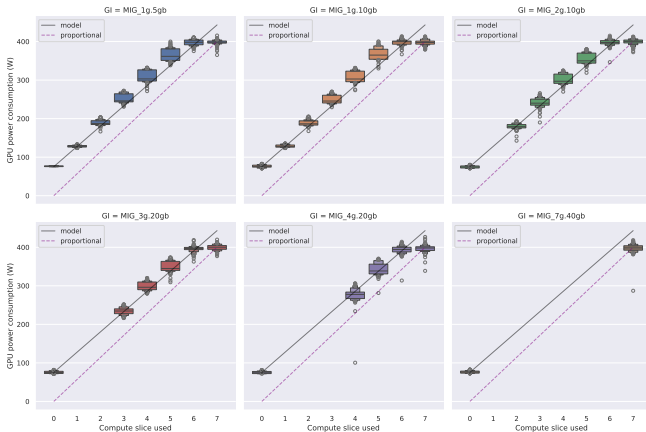 GI = MIG_1g.5gb
GI = MIG_1g.10gb
GI = MIG_2g.10gb
model
proportional
model
proportional
model
proportional
GPU power consumption (W)
400
300
200
100
0
GI = MIG_3g.20gb
GI = MIG_4g.20gb
GI = MIG_7g.40gb
model
proportional
model
proportional
model
proportional
GPU power consumption (W)
400
300
200
100
0
0 1 2 3 4 5 6 7
0 1 2 3 4 5 6 7
0 1 2 3 4 5 6 7
Compute slice used
Compute slice used
Compute slice used